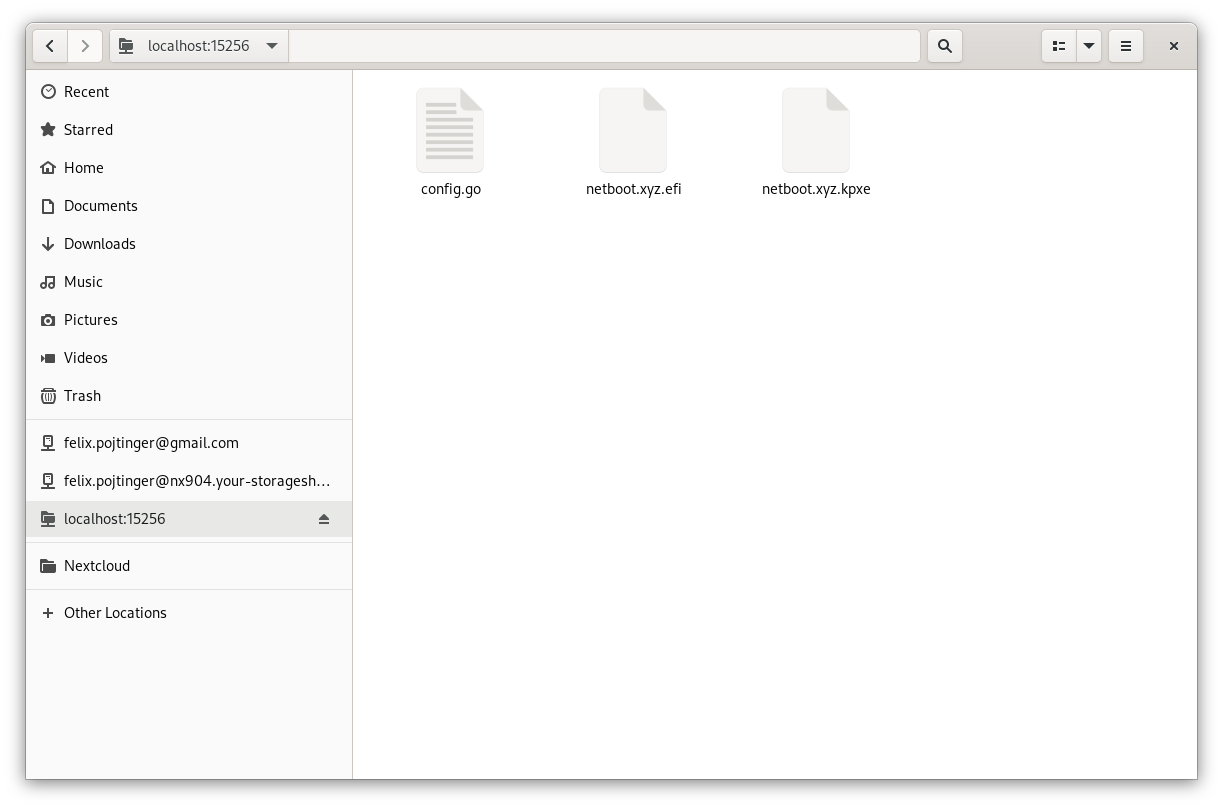 localhost:15256
Recent
Starred
Home
Documents
Downloads
Music
Pictures
Videos
Trash
felix.pojtinger@gmail.com
felix.pojtinger@nx904.your-storagesh…
localhost:15256
Nextcloud
Other Locations
config.go
netboot.xyz.efi
netboot.xyz.kpxe